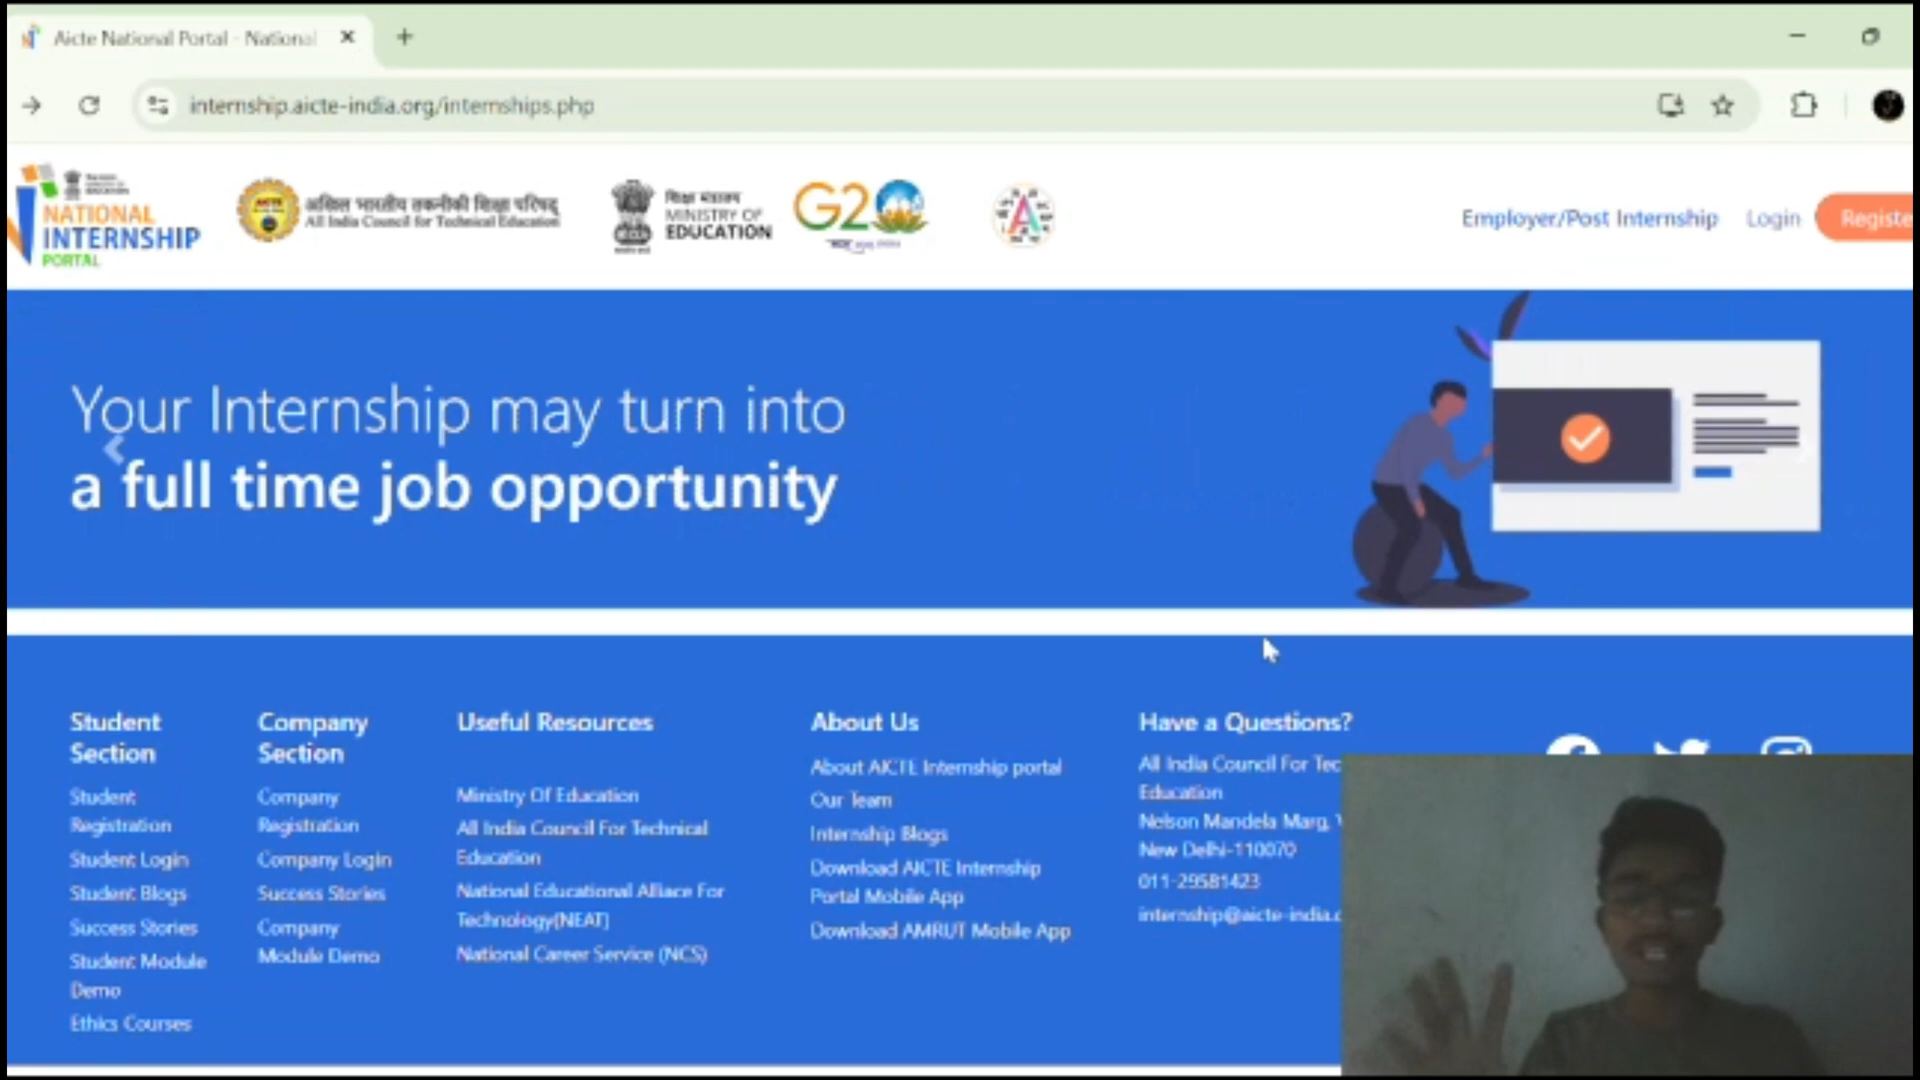 Aicte National Portal - National
internship.aicte-india.org/internships.php
NATIONAL
INTERNSHIP
PORTAL
AICTE
अखिल भारतीय तकनीकी शिक्षा परिषद्
All India Council for Technical Education
शिक्षा मंत्रालय
MINISTRY OF
EDUCATION
G20
Employer/Post Internship
Login
Registe
Your Internship may turn into
a full time job opportunity
Student
Section
Student
Registration
Student Login
Student Blogs
Success Stories
Student Module
Demo
Ethics Courses
Company
Section
Company
Registration
Company Login
Success Stories
Company
Module Demo
Useful Resources
Ministry Of Education
All India Council For Technical
Education
National Educational Alliace For
Technology(NEAT)
National Career Service (NCS)
About Us
About AICTE Internship portal
Our Team
Internship Blogs
Download AICTE Internship
Portal Mobile App
Download AMRUT Mobile App
Have a Questions?
All India Council For Tec
Education
Nelson Mandela Marg,
New Delhi-110070
011-29581423
internship@aicte-india.